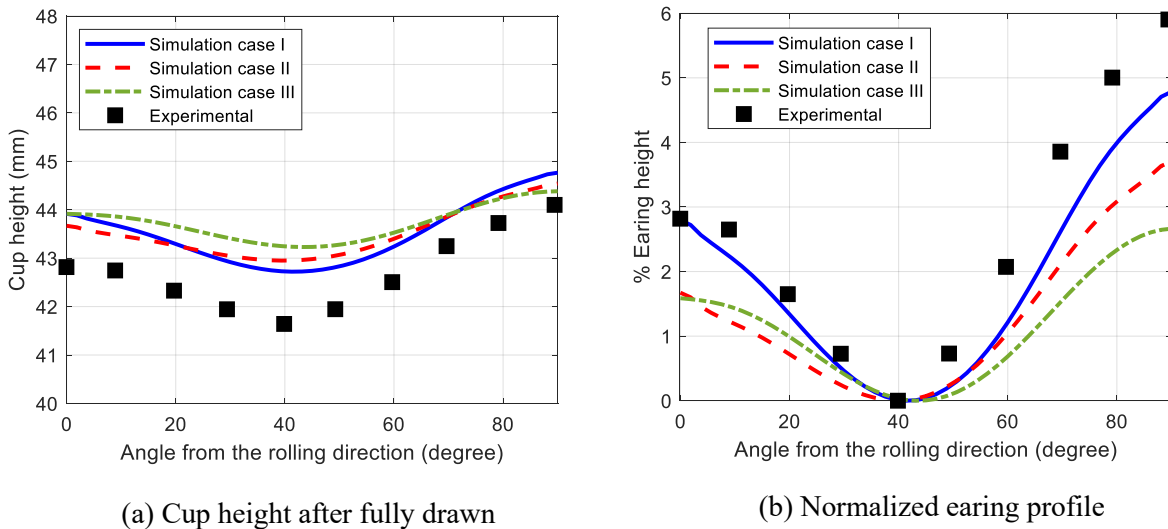 48
47
46
45
44
43
42
41
40
Cup height (mm)
Simulation case I
Simulation case II
Simulation case III
Experimental
0 20 40 60 80
Angle from the rolling direction (degree)
(a) Cup height after fully drawn
6
5
4
3
2
1
0
% Earing height
Simulation case I
Simulation case II
Simulation case III
Experimental
0 20 40 60 80
Angle from the rolling direction (degree)
(b) Normalized earing profile